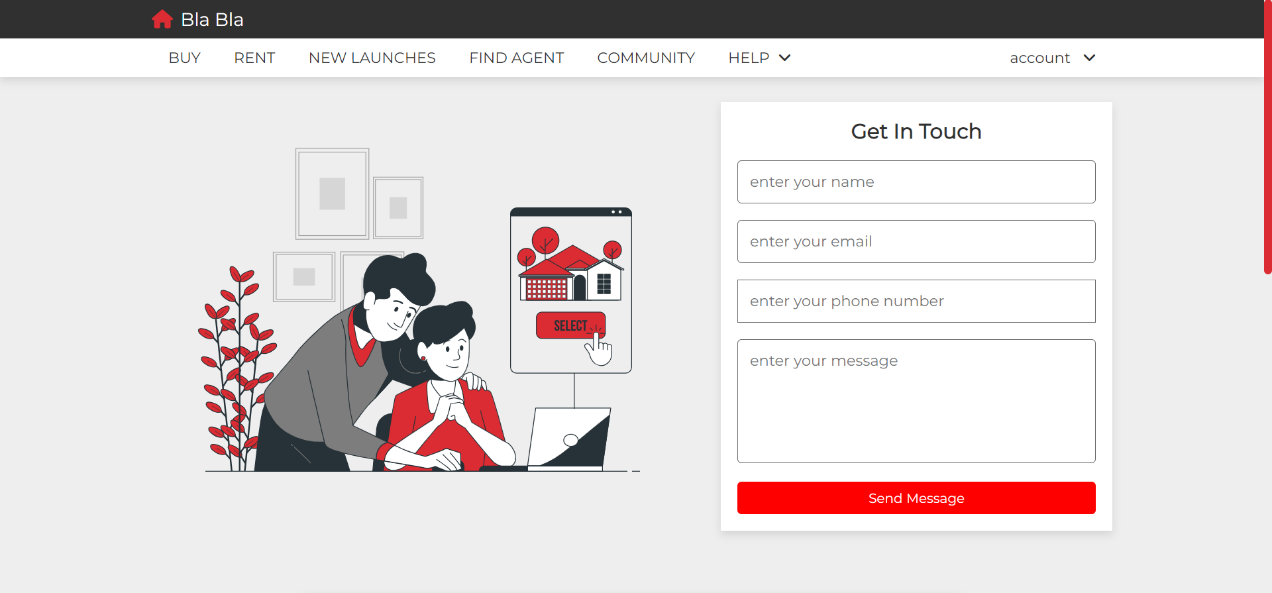 Bla Bla
BUY RENT NEW LAUNCHES FIND AGENT COMMUNITY HELP account
Get In Touch
enter your name
enter your email
enter your phone number
enter your message
SELECT
Send Message